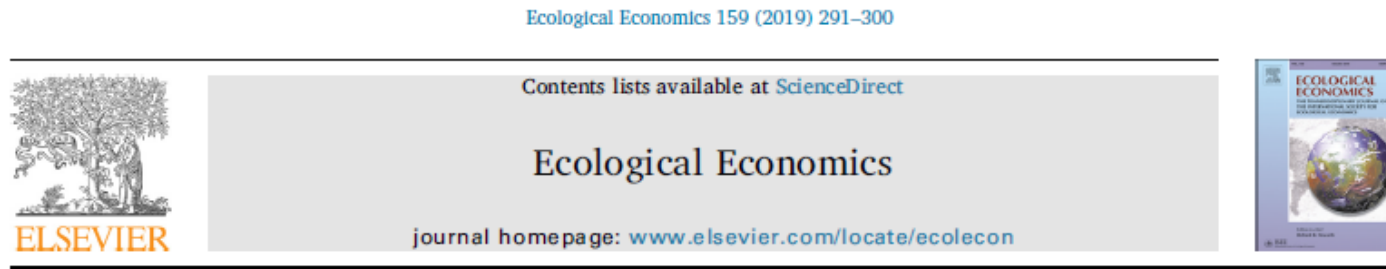 Ecological Economics 159 (2019) 291–300
Contents lists available at ScienceDirect
Ecological Economics
journal homepage: www.elsevier.com/locate/ecolecon
ELSEVIER
ECOLOGICAL
ECONOMICS